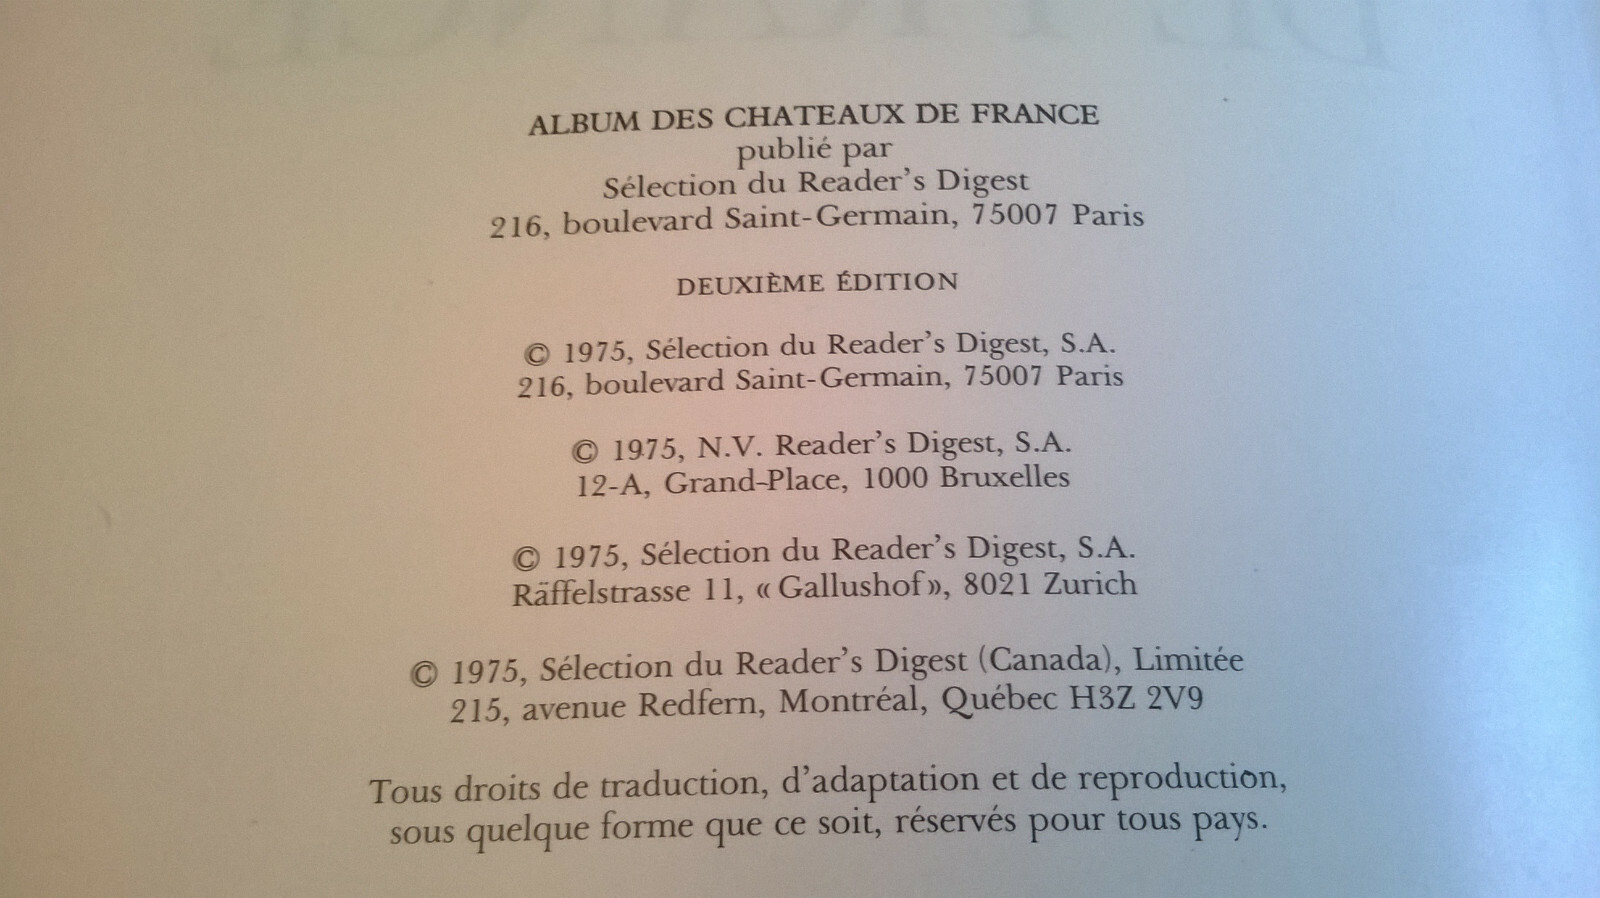 ALBUM DES CHATEAUX DE FRANCE
publié par
Sélection du Reader's Digest
216, boulevard Saint-Germain, 75007 Paris
DEUXIÈME ÉDITION
© 1975, Sélection du Reader's Digest, S.A.
216, boulevard Saint-Germain, 75007 Paris
© 1975, N.V. Reader's Digest, S.A.
12-A, Grand-Place, 1000 Bruxelles
© 1975, Sélection du Reader's Digest, S.A.
Räffelstrasse 11, « Gallushof », 8021 Zurich
© 1975, Sélection du Reader's Digest (Canada), Limitée
215, avenue Redfern, Montréal, Québec H3Z 2V9
Tous droits de traduction, d'adaptation et de reproduction,
sous quelque forme que ce soit, réservés pour tous pays.